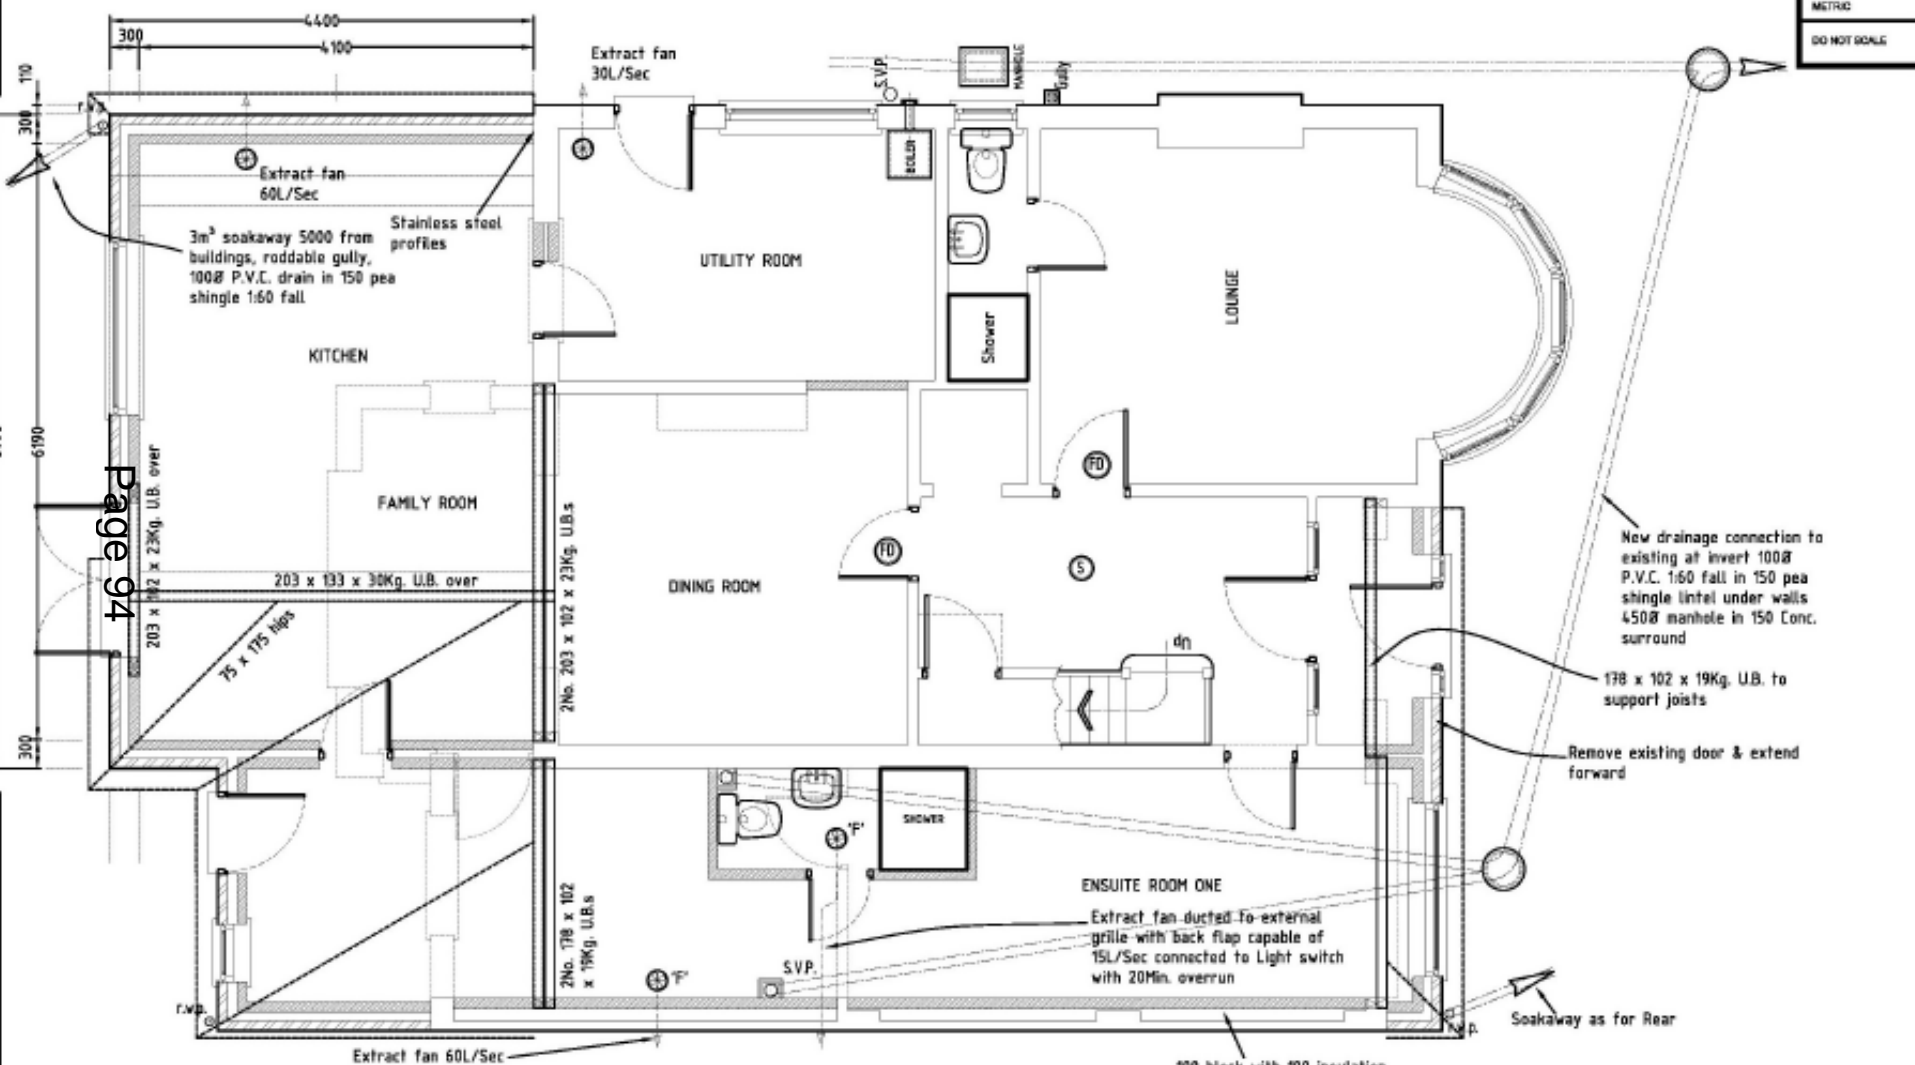 METRIC
DO NOT SCALE
4400
300
4100
110
300
6190
300
Extract fan
30L/Sec
S.V.P.
MANHOLE
Gully
BOILER
Extract fan
60L/Sec
Stainless steel
profiles
3m³ soakaway 5000 from
buildings, roddable gully,
100Ø P.V.C. drain in 150 pea
shingle 1:60 fall
UTILITY ROOM
LOUNGE
Shower
KITCHEN
FAMILY ROOM
DINING ROOM
FD
FD
S
up
Page 94
203 x 102 x 23Kg. U.B. over
203 x 133 x 30Kg. U.B. over
75 x 175 hips
2No. 203 x 102 x 23Kg. U.B.s
New drainage connection to
existing at invert 100Ø
P.V.C. 1:60 fall in 150 pea
shingle lintel under walls
450Ø manhole in 150 Conc.
surround
178 x 102 x 19Kg. U.B. to
support joists
Remove existing door & extend
forward
SHOWER
'F'
ENSUITE ROOM ONE
Extract fan ducted to external
grille with back flap capable of
15L/Sec connected to Light switch
with 20Min. overrun
2No. 178 x 102
x 19Kg. U.B.s
S.V.P.
'F'
r.w.p.
Extract fan 60L/Sec
Soakaway as for Rear